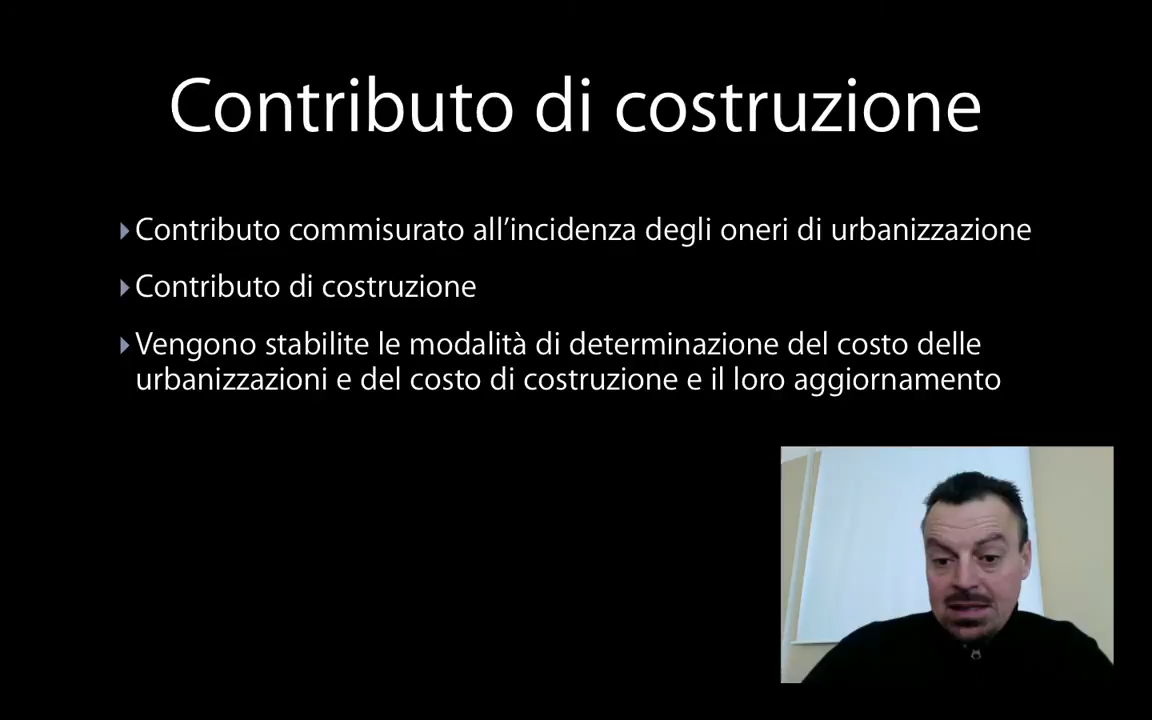 Contributo di costruzione
Contributo commisurato all’incidenza degli oneri di urbanizzazione
Contributo di costruzione
Vengono stabilite le modalità di determinazione del costo delle
urbanizzazioni e del costo di costruzione e il loro aggiornamento